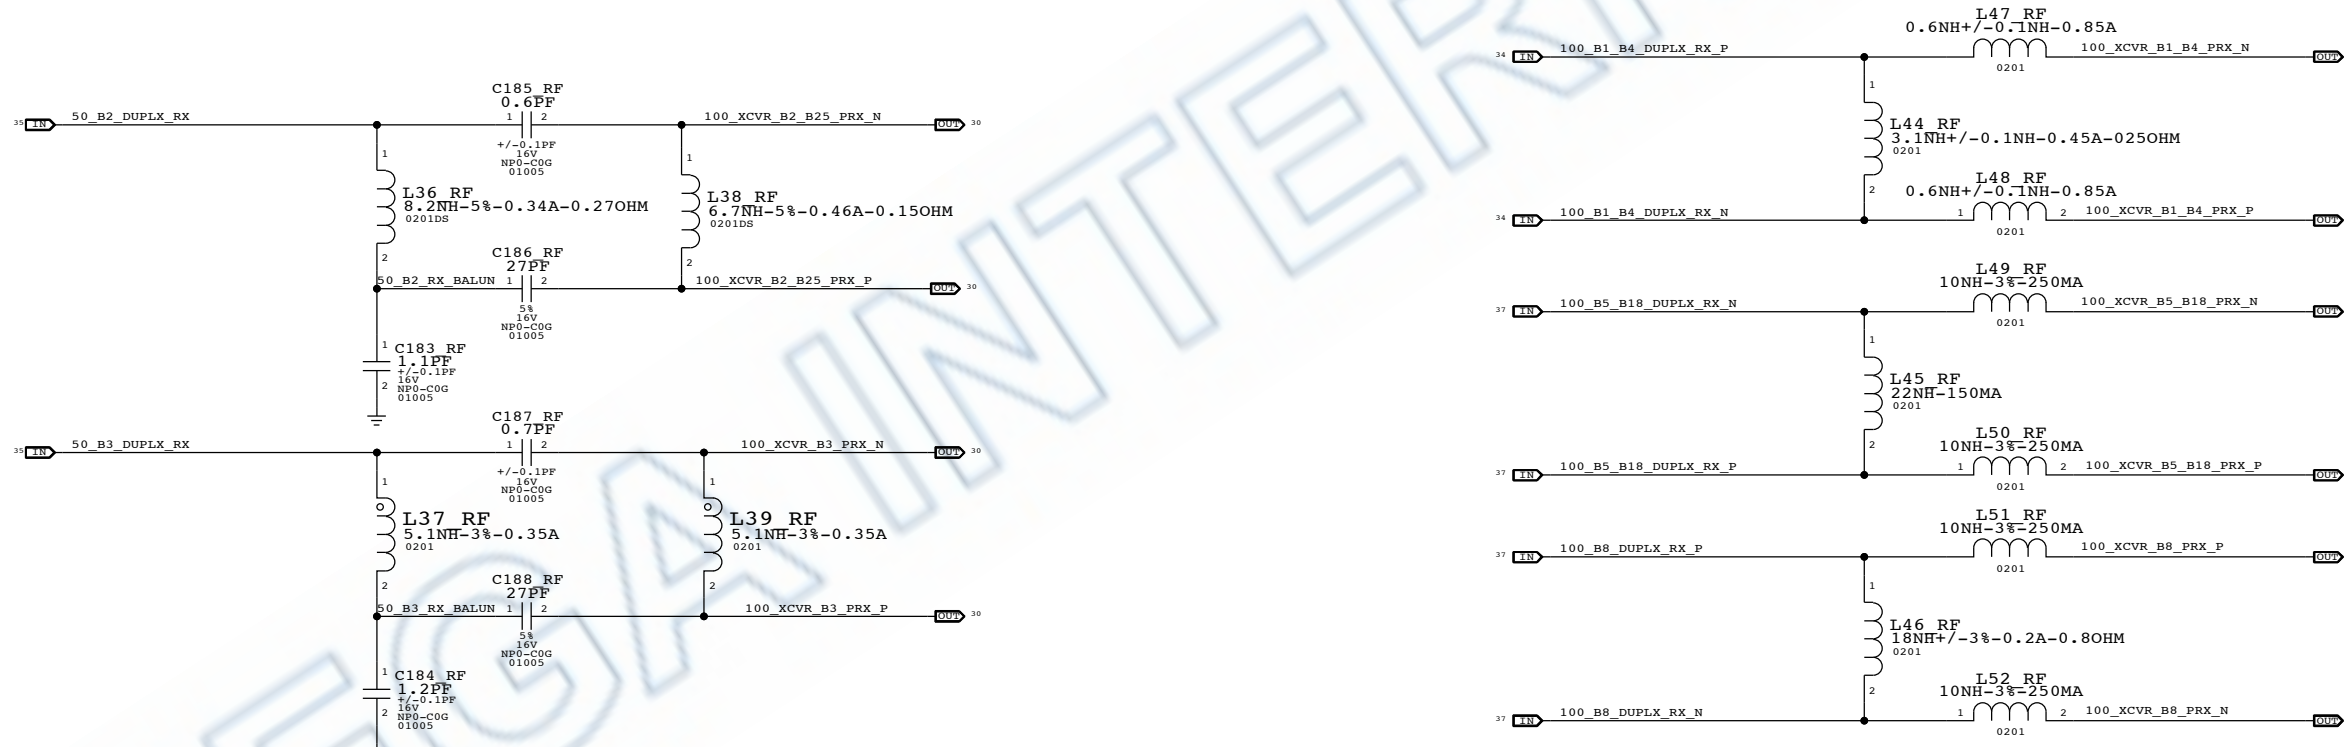 35 IN 50_B2_DUPLX_RX
C185_RF
0.6PF
1 2
+/-0.1PF
16V
NP0-C0G
01005
100_XCVR_B2_B25_PRX_N OUT 30
1
L36_RF
8.2NH-5%-0.34A-0.27OHM
0201DS
2
1
L38_RF
6.7NH-5%-0.46A-0.15OHM
0201DS
2
50_B2_RX_BALUN
C186_RF
27PF
1 2
5%
16V
NP0-C0G
01005
100_XCVR_B2_B25_PRX_P OUT 30
1
C183_RF
1.1PF
+/-0.1PF
16V
NP0-C0G
01005
2
35 IN 50_B3_DUPLX_RX
C187_RF
0.7PF
1 2
+/-0.1PF
16V
NP0-C0G
01005
100_XCVR_B3_PRX_N OUT 30
1
L37_RF
5.1NH-3%-0.35A
0201
2
1
L39_RF
5.1NH-3%-0.35A
0201
2
50_B3_RX_BALUN
C188_RF
27PF
1 2
5%
16V
NP0-C0G
01005
100_XCVR_B3_PRX_P OUT 30
1
C184_RF
1.2PF
+/-0.1PF
16V
NP0-C0G
01005
2
34 IN 100_B1_B4_DUPLX_RX_P
L47_RF
0.6NH+/-0.1NH-0.85A
0201
100_XCVR_B1_B4_PRX_N OUT
1
L44_RF
3.1NH+/-0.1NH-0.45A-025OHM
0201
2
34 IN 100_B1_B4_DUPLX_RX_N
L48_RF
0.6NH+/-0.1NH-0.85A
1 2
0201
100_XCVR_B1_B4_PRX_P OUT
37 IN 100_B5_B18_DUPLX_RX_N
L49_RF
10NH-3%-250MA
0201
100_XCVR_B5_B18_PRX_N OUT
1
L45_RF
22NH-150MA
0201
2
37 IN 100_B5_B18_DUPLX_RX_P
L50_RF
10NH-3%-250MA
1 2
0201
100_XCVR_B5_B18_PRX_P OUT
37 IN 100_B8_DUPLX_RX_P
L51_RF
10NH-3%-250MA
0201
100_XCVR_B8_PRX_P OUT
1
L46_RF
18NH+/-3%-0.2A-0.8OHM
0201
2
37 IN 100_B8_DUPLX_RX_N
L52_RF
10NH-3%-250MA
1 2
0201
100_XCVR_B8_PRX_N OUT
EGA INTER